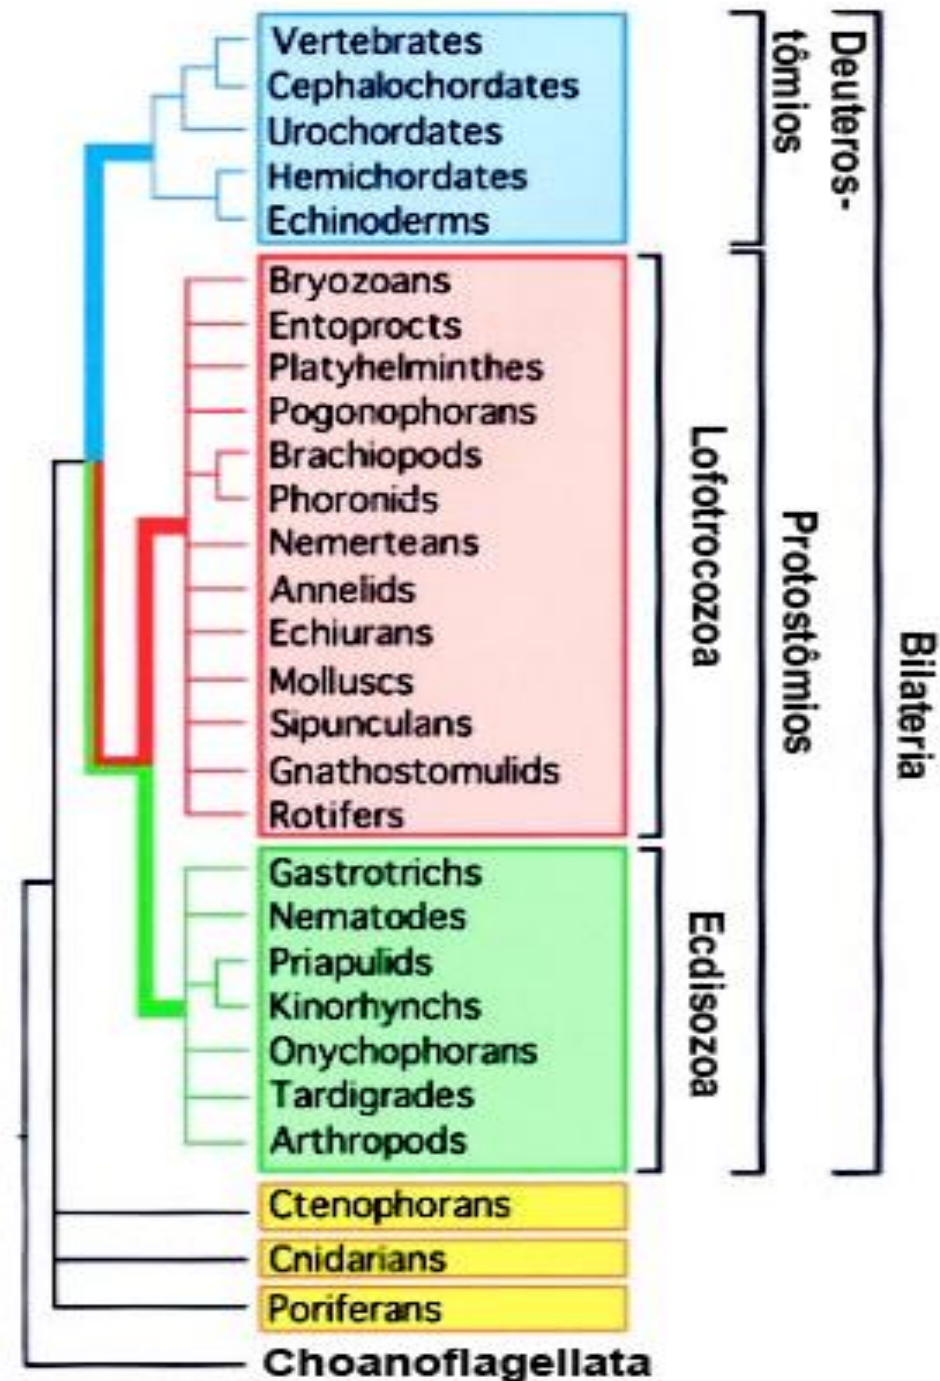 Vertebrates
Cephalochordates
Urochordates
Hemichordates
Echinoderms
Bryozoans
Entoprocts
Platyhelminthes
Pogonophorans
Brachiopods
Phoronids
Nemerteans
Annelids
Echiurans
Molluscs
Sipunculans
Gnathostomulids
Rotifers
Gastrotrichs
Nematodes
Priapulids
Kinorhynchs
Onychophorans
Tardigrades
Arthropods
Ctenophorans
Cnidarians
Poriferans
Choanoflagellata
Lofotrocozoa
Ecdisozoa
Deuteros-
tômios
Protostômios
Bilateria